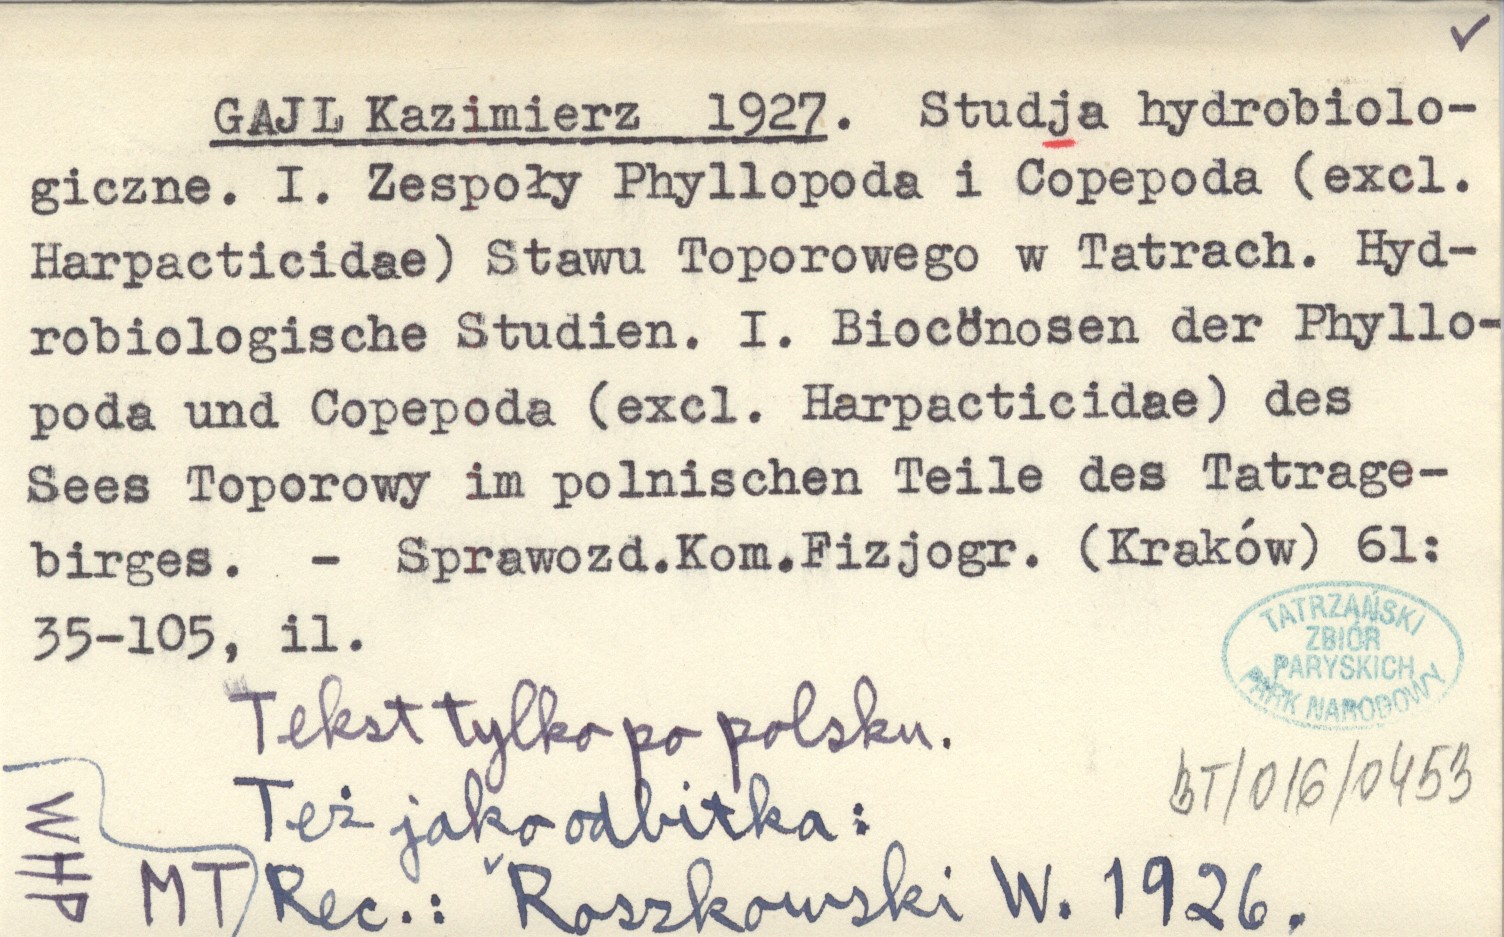 ✓
GAJL Kazimierz 1927. Studja hydrobiolo-
giczne. I. Zespoły Phyllopoda i Copepoda (excl.
Harpacticidae) Stawu Toporowego w Tatrach. Hyd-
robiologische Studien. I. Biocönosen der Phyllo-
poda und Copepoda (excl. Harpacticidae) des
Sees Toporowy im polnischen Teile des Tatrage-
birges. - Sprawozd.Kom.Fizjogr. (Kraków) 61:
35-105, il.
TATRZAŃSKI
ZBIÓR
PARYSKICH
PARK NARODOWY
Tekst tylko po polsku.
BT/016/0453
Też jako odbitka:
WHP
MT Rec.: ✓Roszkowski W. 1926.